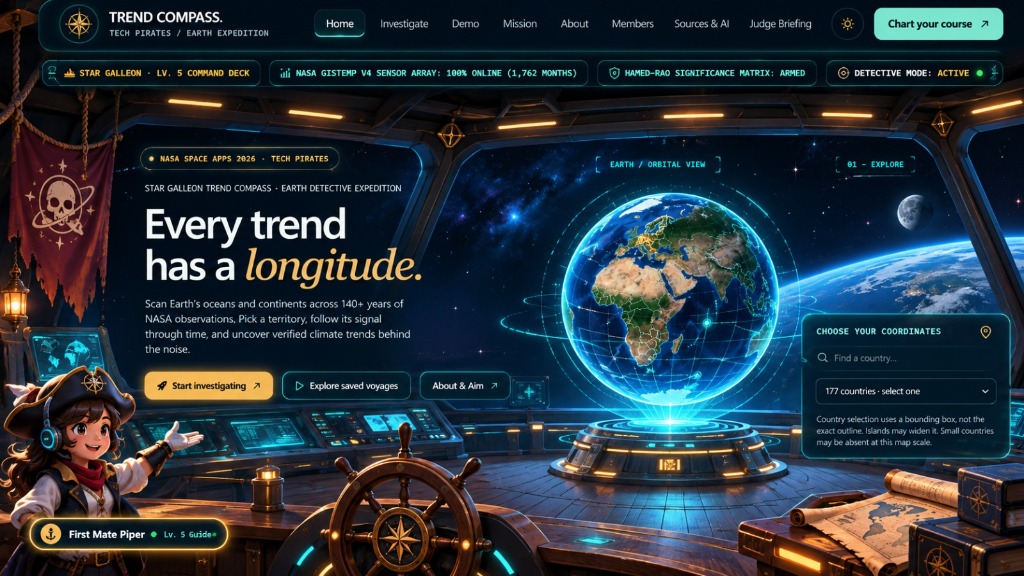 TREND COMPASS.
TECH PIRATES / EARTH EXPEDITION
Home
Investigate
Demo
Mission
About
Members
Sources & AI
Judge Briefing
Chart your course
STAR GALLEON · LV. 5 COMMAND DECK
NASA GISTEMP V4 SENSOR ARRAY: 100% ONLINE (1,762 MONTHS)
HAMED-RAO SIGNIFICANCE MATRIX: ARMED
DETECTIVE MODE: ACTIVE
NASA SPACE APPS 2026 · TECH PIRATES
STAR GALLEON TREND COMPASS · EARTH DETECTIVE EXPEDITION
Every trend
has a longitude.
Scan Earth's oceans and continents across 140+ years of
NASA observations. Pick a territory, follow its signal
through time, and uncover verified climate trends behind
the noise.
Start investigating
Explore saved voyages
About & Aim
EARTH / ORBITAL VIEW
01 - EXPLORE
CHOOSE YOUR COORDINATES
Find a country...
177 countries · select one
Country selection uses a bounding box, not the
exact outline. Islands may widen it. Small countries
may be absent at this map scale.
First Mate Piper
Lv. 5 Guide